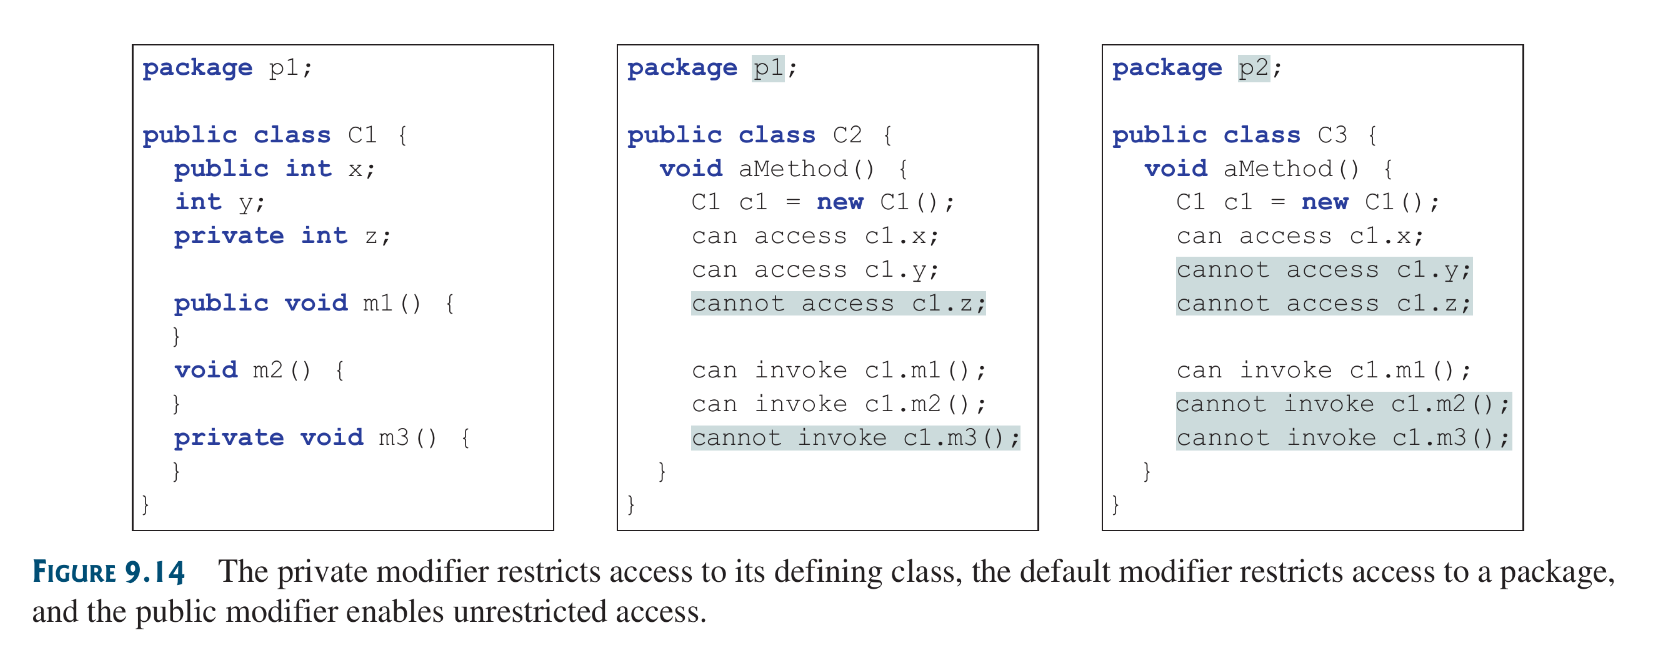 package p1;
public class C1 {
public int x;
int y;
private int z;
public void m1() {
}
void m2() {
}
private void m3() {
}
}
package p1;
public class C2 {
void aMethod() {
C1 c1 = new C1();
can access c1.x;
can access c1.y;
cannot access c1.z;
can invoke c1.m1();
can invoke c1.m2();
cannot invoke c1.m3();
}
}
package p2;
public class C3 {
void aMethod() {
C1 c1 = new C1();
can access c1.x;
cannot access c1.y;
cannot access c1.z;
can invoke c1.m1();
cannot invoke c1.m2();
cannot invoke c1.m3();
}
}
FIGURE 9.14 The private modifier restricts access to its defining class, the default modifier restricts access to a package,
and the public modifier enables unrestricted access.